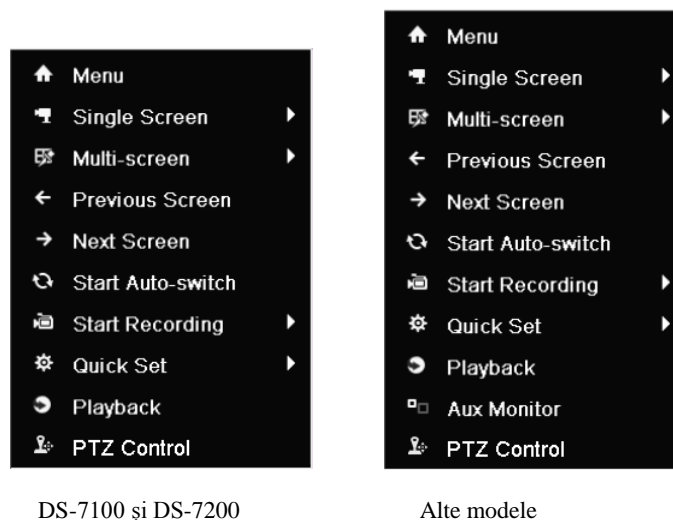 Menu
Single Screen
Multi-screen
Previous Screen
Next Screen
Start Auto-switch
Start Recording
Quick Set
Playback
PTZ Control
DS-7100 și DS-7200
Menu
Single Screen
Multi-screen
Previous Screen
Next Screen
Start Auto-switch
Start Recording
Quick Set
Playback
Aux Monitor
PTZ Control
Alte modele